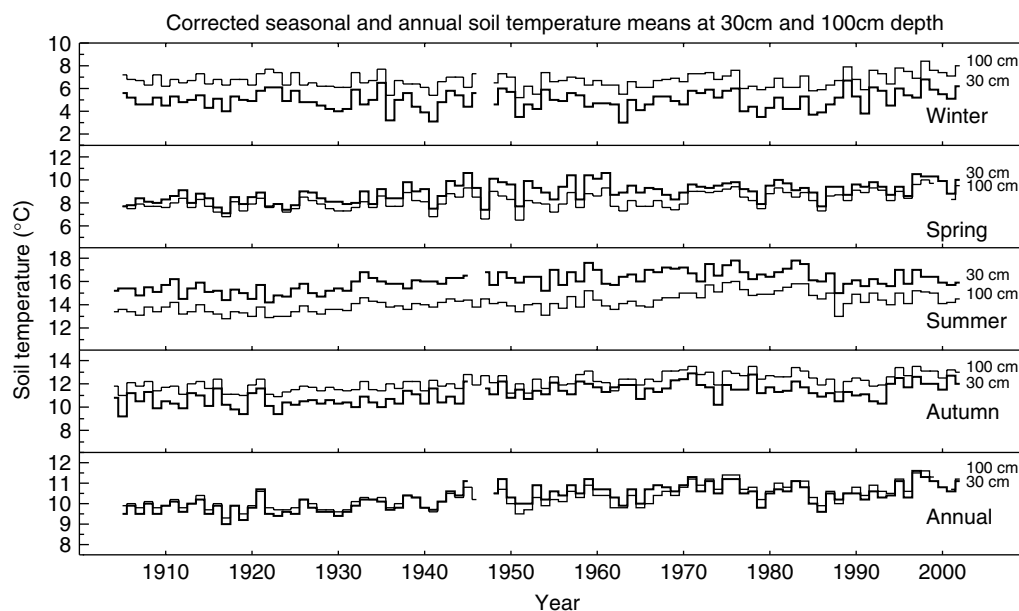 Corrected seasonal and annual soil temperature means at 30cm and 100cm depth
Soil temperature (°C)
10
8
6
4
2
100 cm
30 cm
Winter
12
10
8
6
30 cm
100 cm
Spring
18
16
14
12
30 cm
100 cm
Summer
14
12
10
8
100 cm
30 cm
Autumn
12
11
10
9
8
100 cm
30 cm
Annual
1910 1920 1930 1940 1950 1960 1970 1980 1990 2000
Year